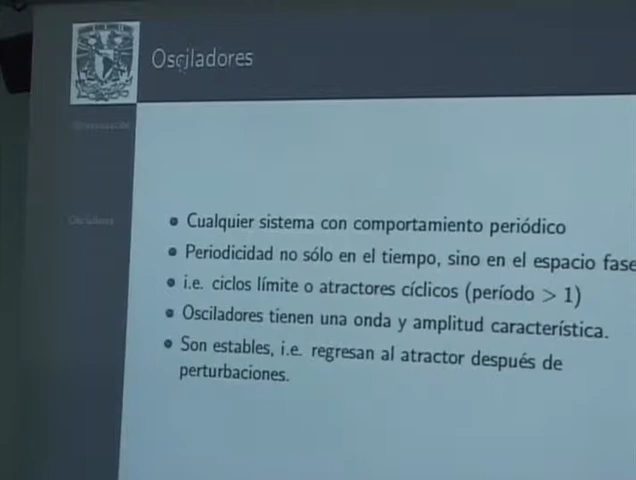 Osciladores
Osciladores
Cualquier sistema con comportamiento periódico
Periodicidad no sólo en el tiempo, sino en el espacio fase
i.e. ciclos límite o atractores cíclicos (período > 1)
Osciladores tienen una onda y amplitud característica.
Son estables, i.e. regresan al atractor después de
perturbaciones.